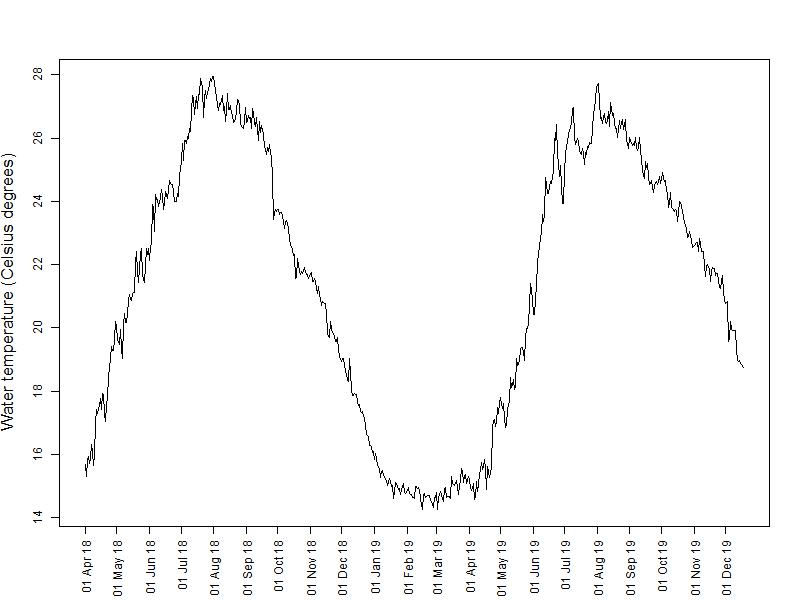 Water temperature (Celsius degrees)
28
26
24
22
20
18
16
14
01 Apr 18
01 May 18
01 Jun 18
01 Jul 18
01 Aug 18
01 Sep 18
01 Oct 18
01 Nov 18
01 Dec 18
01 Jan 19
01 Feb 19
01 Mar 19
01 Apr 19
01 May 19
01 Jun 19
01 Jul 19
01 Aug 19
01 Sep 19
01 Oct 19
01 Nov 19
01 Dec 19